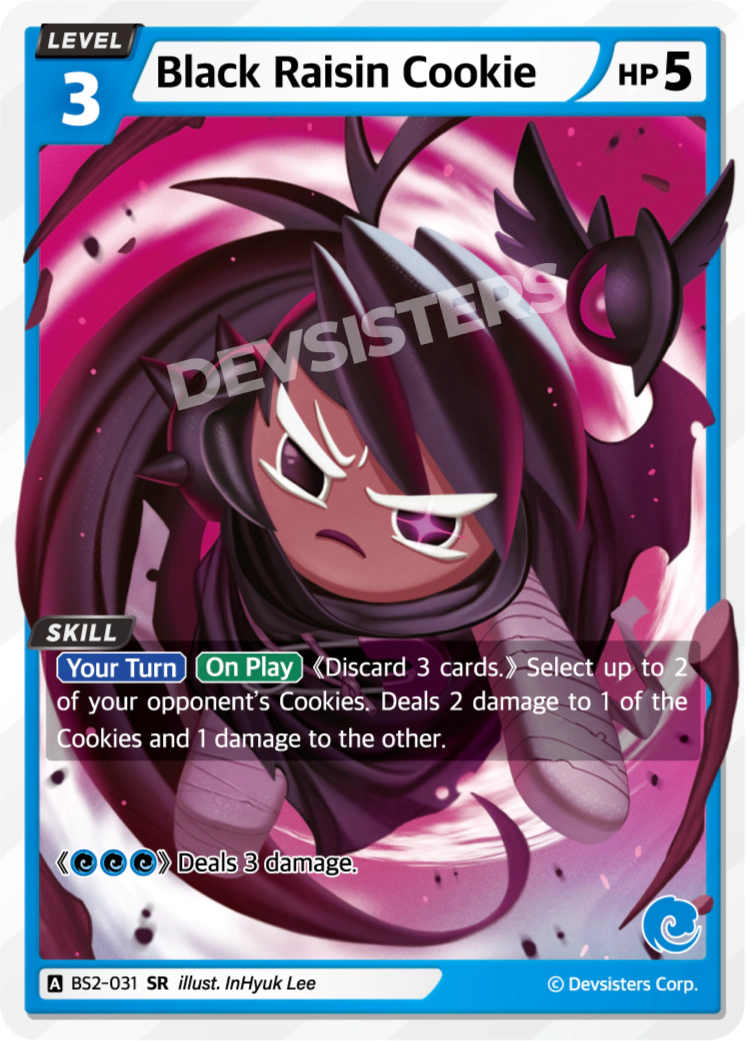 LEVEL
3
Black Raisin Cookie
HP 5
DEVSISTERS
SKILL
Your Turn On Play 《Discard 3 cards.》 Select up to 2
of your opponent's Cookies. Deals 2 damage to 1 of the
Cookies and 1 damage to the other.
《》 Deals 3 damage.
A BS2-031 SR illust. InHyuk Lee
© Devsisters Corp.